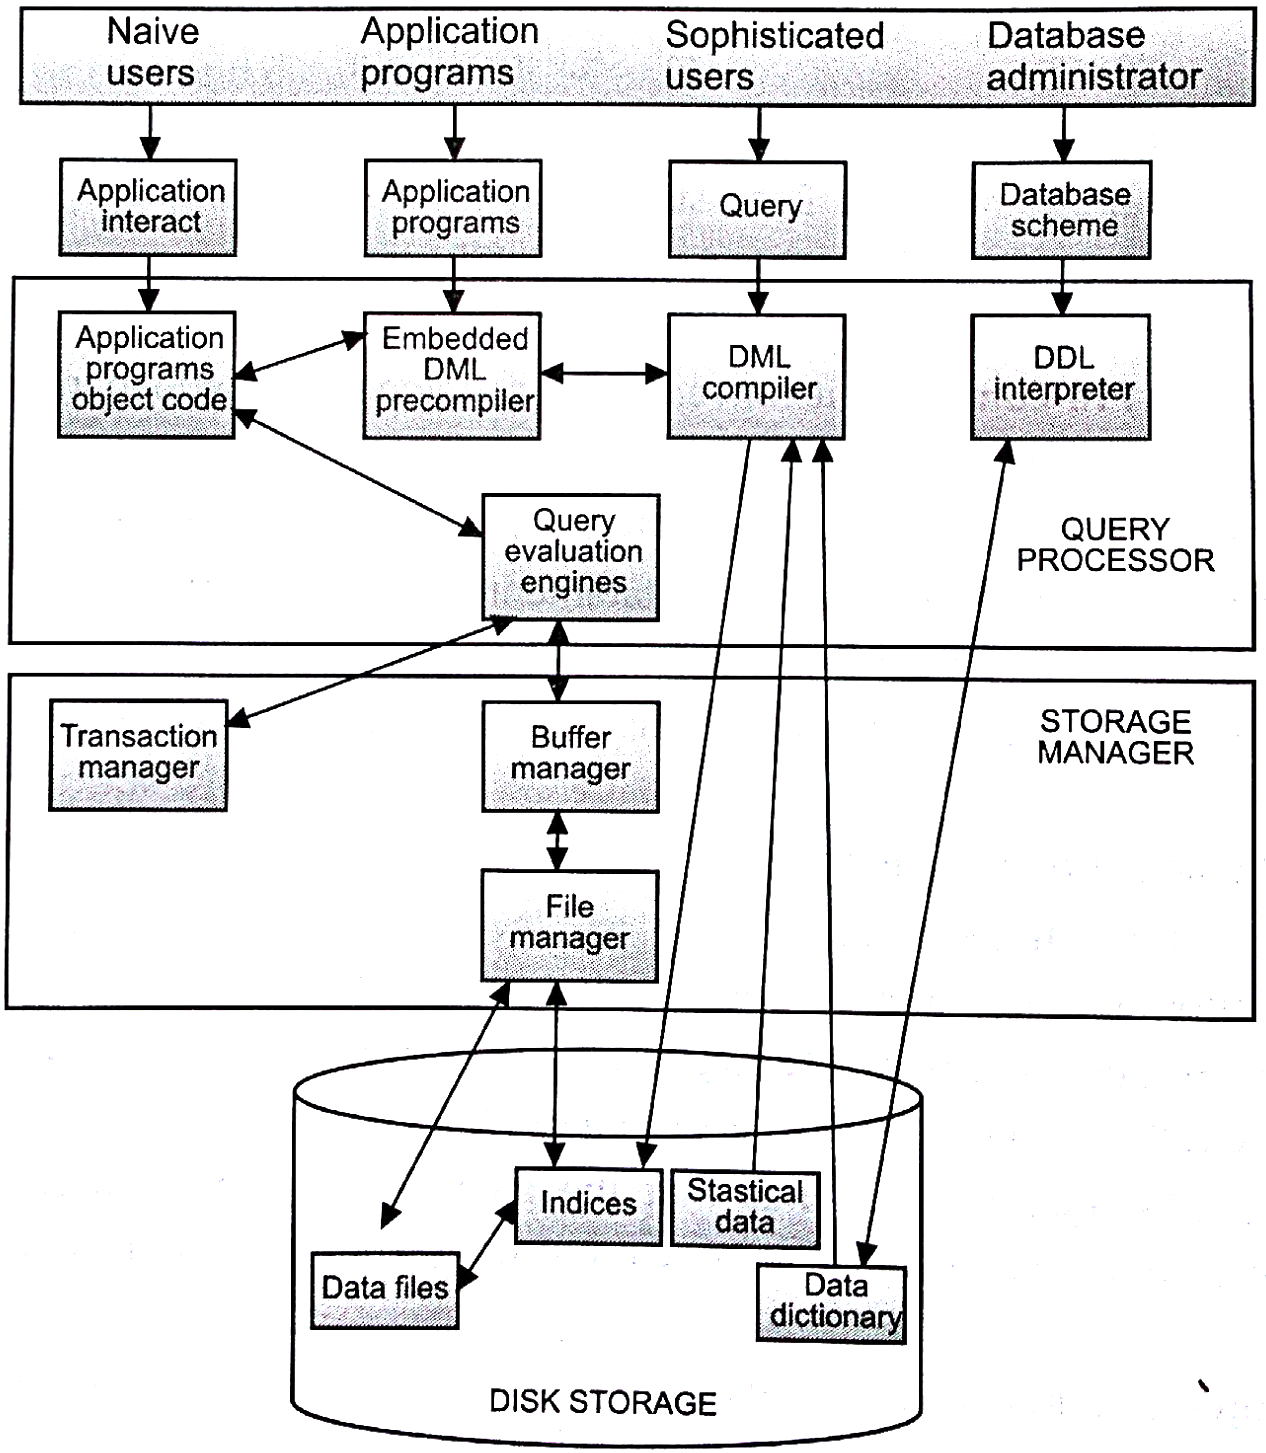 Naive
users
Application
programs
Sophisticated
users
Database
administrator
Application
interact
Application
programs
Query
Database
scheme
Application
programs
object code
Embedded
DML
precompiler
DML
compiler
DDL
interpreter
Query
evaluation
engines
QUERY
PROCESSOR
Transaction
manager
Buffer
manager
STORAGE
MANAGER
File
manager
Indices
Stastical
data
Data files
Data
dictionary
DISK STORAGE